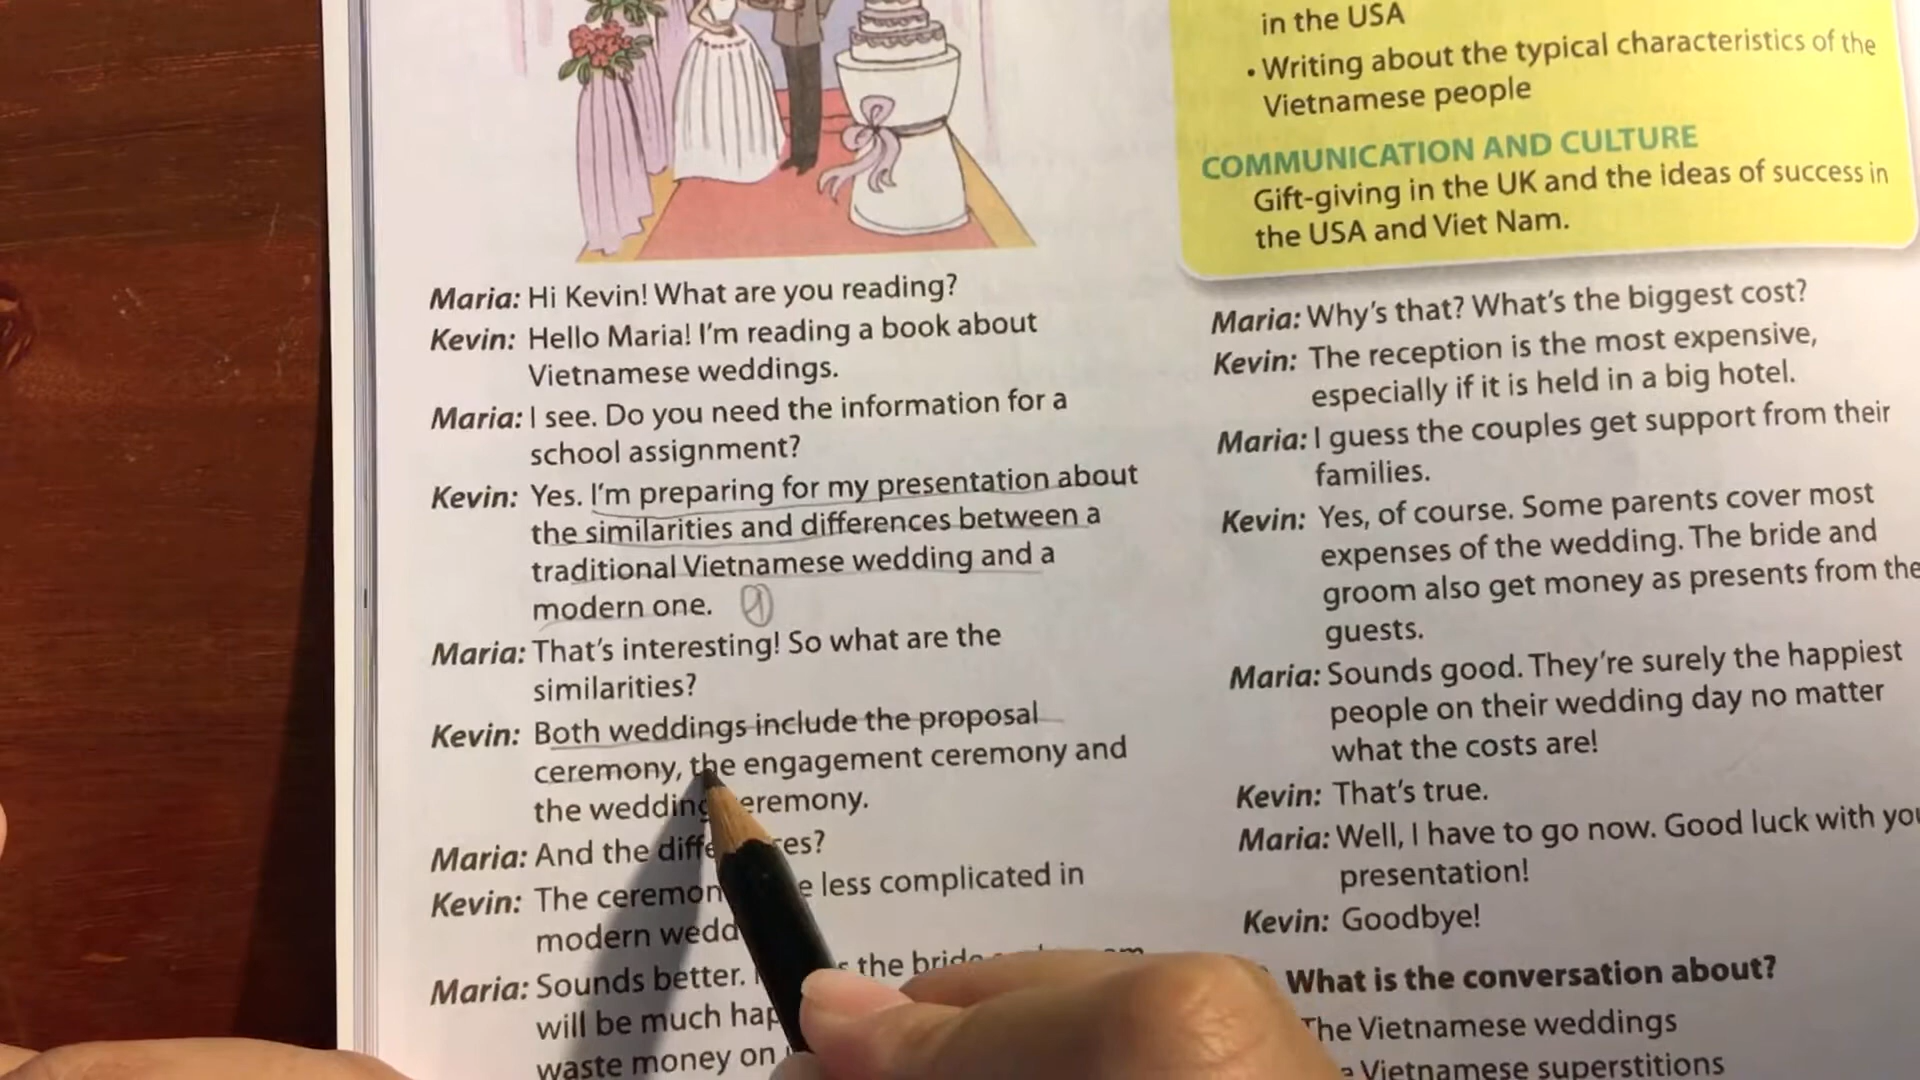 in the USA
• Writing about the typical characteristics of the
Vietnamese people
COMMUNICATION AND CULTURE
Gift-giving in the UK and the ideas of success in
the USA and Viet Nam.
Maria: Hi Kevin! What are you reading?
Kevin: Hello Maria! I'm reading a book about
Vietnamese weddings.
Maria: I see. Do you need the information for a
school assignment?
Kevin: Yes. I'm preparing for my presentation about
the similarities and differences between a
traditional Vietnamese wedding and a
modern one. 1
Maria: That's interesting! So what are the
similarities?
Kevin: Both weddings include the proposal
ceremony, the engagement ceremony and
the wedding ceremony.
Maria: And the differences?
Kevin: The less complicated in
modern
Maria: Sounds better. the bride
will be much
waste money on
Maria: Why's that? What's the biggest cost?
Kevin: The reception is the most expensive,
especially if it is held in a big hotel.
Maria: I guess the couples get support from their
families.
Kevin: Yes, of course. Some parents cover most
expenses of the wedding. The bride and
groom also get money as presents from the
guests.
Maria: Sounds good. They're surely the happiest
people on their wedding day no matter
what the costs are!
Kevin: That's true.
Maria: Well, I have to go now. Good luck with
presentation!
Kevin: Goodbye!
What is the conversation about?
The Vietnamese weddings
Vietnamese superstitions